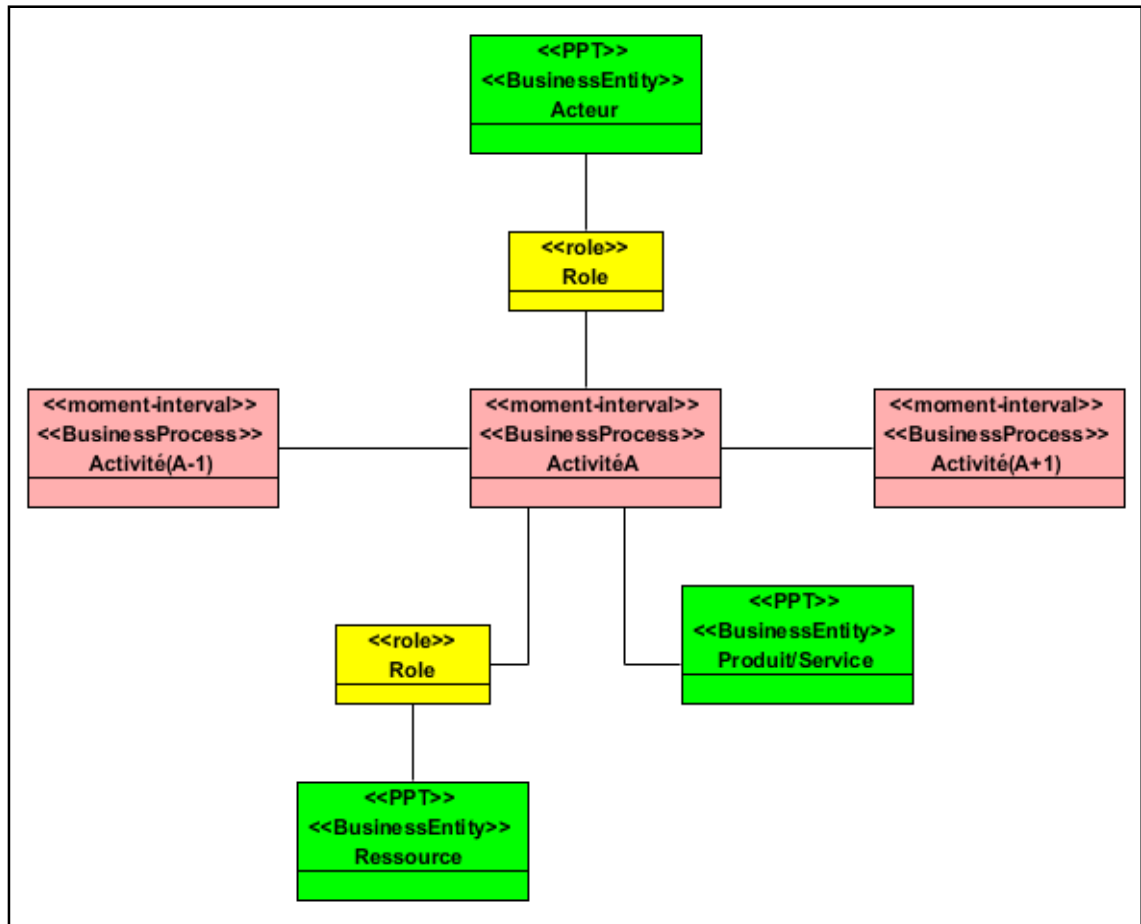 <<PPT>>
<<BusinessEntity>>
Acteur
<<role>>
Role
<<moment-interval>>
<<BusinessProcess>>
Activité(A-1)
<<moment-interval>>
<<BusinessProcess>>
ActivitéA
<<moment-interval>>
<<BusinessProcess>>
Activité(A+1)
<<PPT>>
<<BusinessEntity>>
Produit/Service
<<role>>
Role
<<PPT>>
<<BusinessEntity>>
Ressource